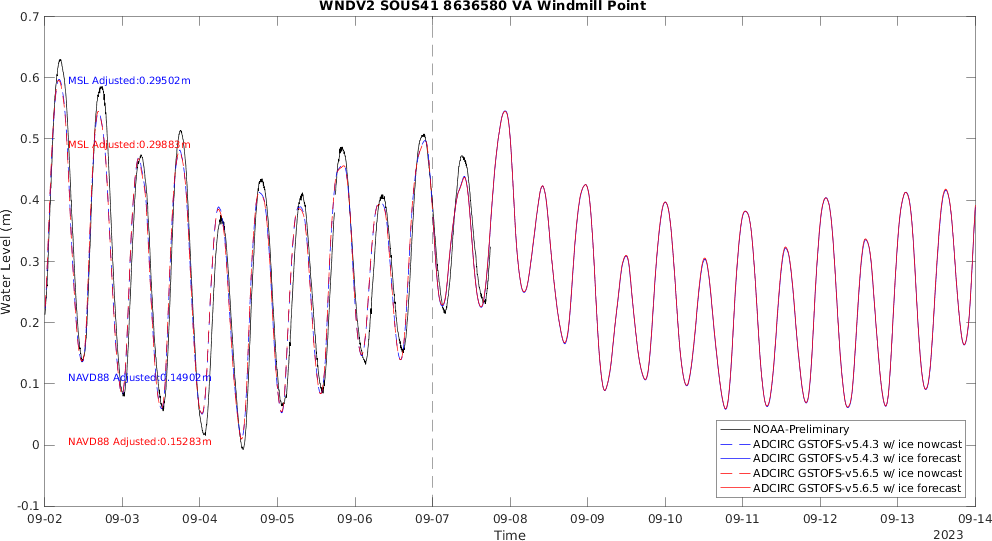 WNDV2 SOUS41 8636580 VA Windmill Point
0.7
0.6
0.5
0.4
0.3
0.2
0.1
0
-0.1
Water Level (m)
MSL Adjusted:0.29502m
MSL Adjusted:0.29883m
NAVD88 Adjusted:0.14902m
NAVD88 Adjusted:0.15283m
NOAA-Preliminary
ADCIRC GSTOFS-v5.4.3 w/ ice nowcast
ADCIRC GSTOFS-v5.4.3 w/ ice forecast
ADCIRC GSTOFS-v5.6.5 w/ ice nowcast
ADCIRC GSTOFS-v5.6.5 w/ ice forecast
09-02 09-03 09-04 09-05 09-06 09-07 09-08 09-09 09-10 09-11 09-12 09-13 09-14
Time
2023